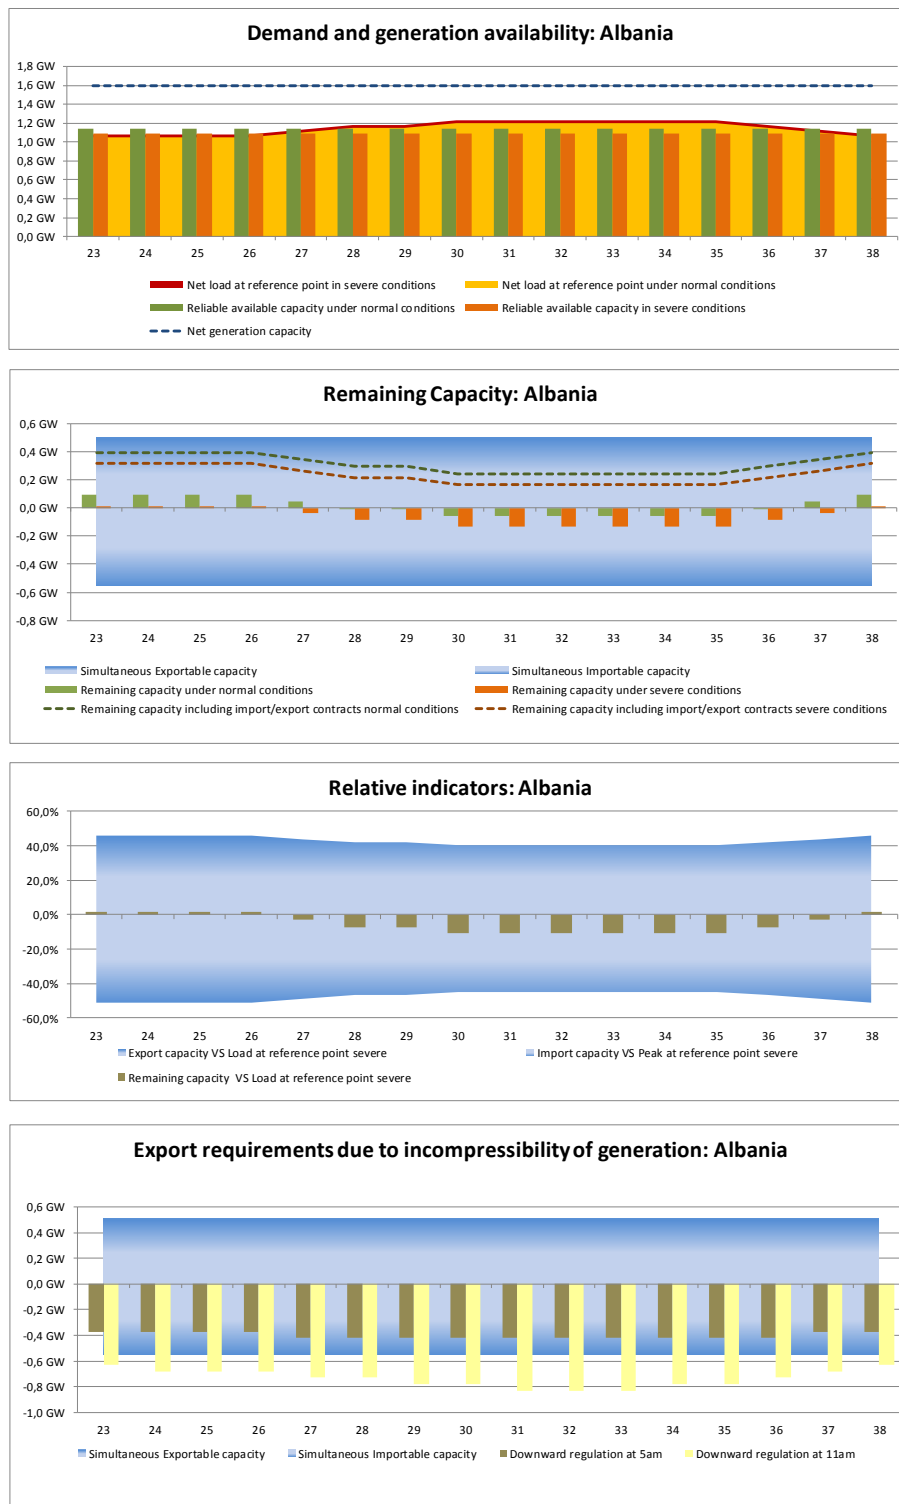 Demand and generation availability: Albania
1,8 GW
1,6 GW
1,4 GW
1,2 GW
1,0 GW
0,8 GW
0,6 GW
0,4 GW
0,2 GW
0,0 GW
23 24 25 26 27 28 29 30 31 32 33 34 35 36 37 38
Net load at reference point in severe conditions Net load at reference point under normal conditions
Reliable available capacity under normal conditions Reliable available capacity in severe conditions
Net generation capacity
Remaining Capacity: Albania
0,6 GW
0,4 GW
0,2 GW
0,0 GW
-0,2 GW
-0,4 GW
-0,6 GW
-0,8 GW
23 24 25 26 27 28 29 30 31 32 33 34 35 36 37 38
Simultaneous Exportable capacity Simultaneous Importable capacity
Remaining capacity under normal conditions Remaining capacity under severe conditions
Remaining capacity including import/export contracts normal conditions Remaining capacity including import/export contracts severe conditions
Relative indicators: Albania
60,0%
40,0%
20,0%
0,0%
-20,0%
-40,0%
-60,0%
23 24 25 26 27 28 29 30 31 32 33 34 35 36 37 38
Export capacity VS Load at reference point severe Import capacity VS Peak at reference point severe
Remaining capacity VS Load at reference point severe
Export requirements due to incompressibility of generation: Albania
0,6 GW
0,4 GW
0,2 GW
0,0 GW
-0,2 GW
-0,4 GW
-0,6 GW
-0,8 GW
-1,0 GW
23 24 25 26 27 28 29 30 31 32 33 34 35 36 37 38
Simultaneous Exportable capacity Simultaneous Importable capacity Downward regulation at 5am Downward regulation at 11am